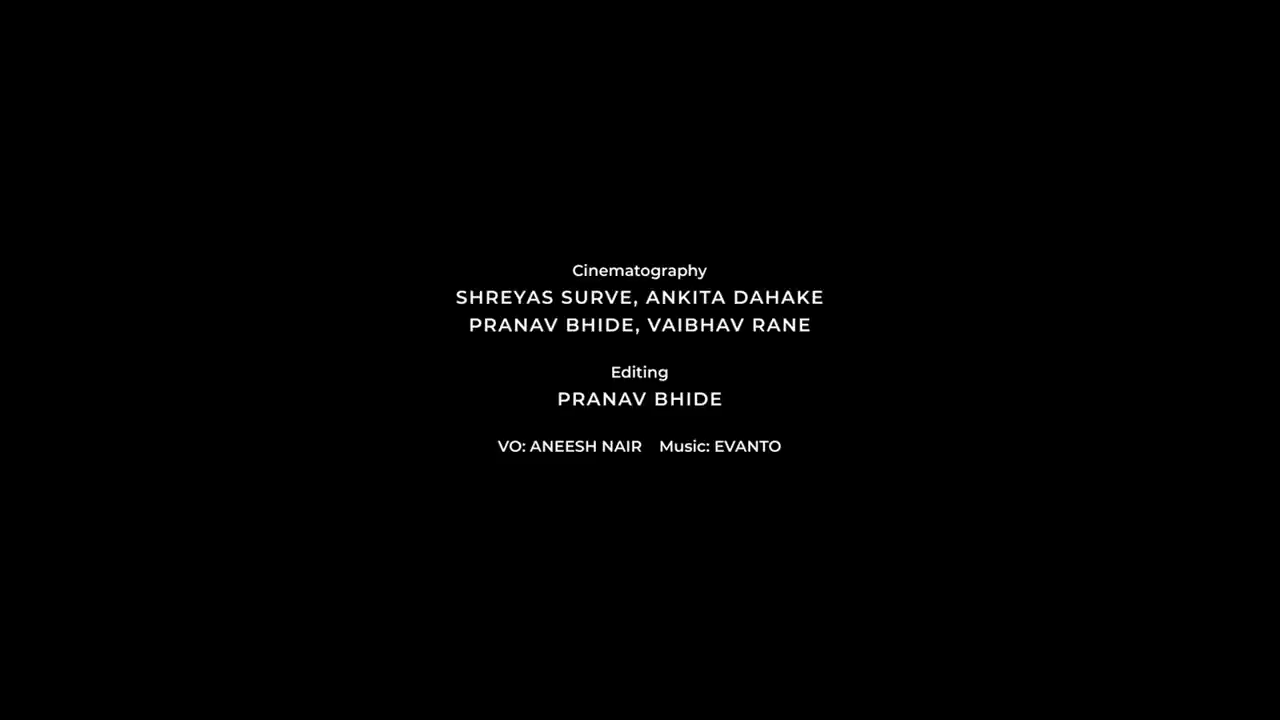 Cinematography
SHREYAS SURVE, ANKITA DAHAKE
PRANAV BHIDE, VAIBHAV RANE
Editing
PRANAV BHIDE
VO: ANEESH NAIR Music: EVANTO